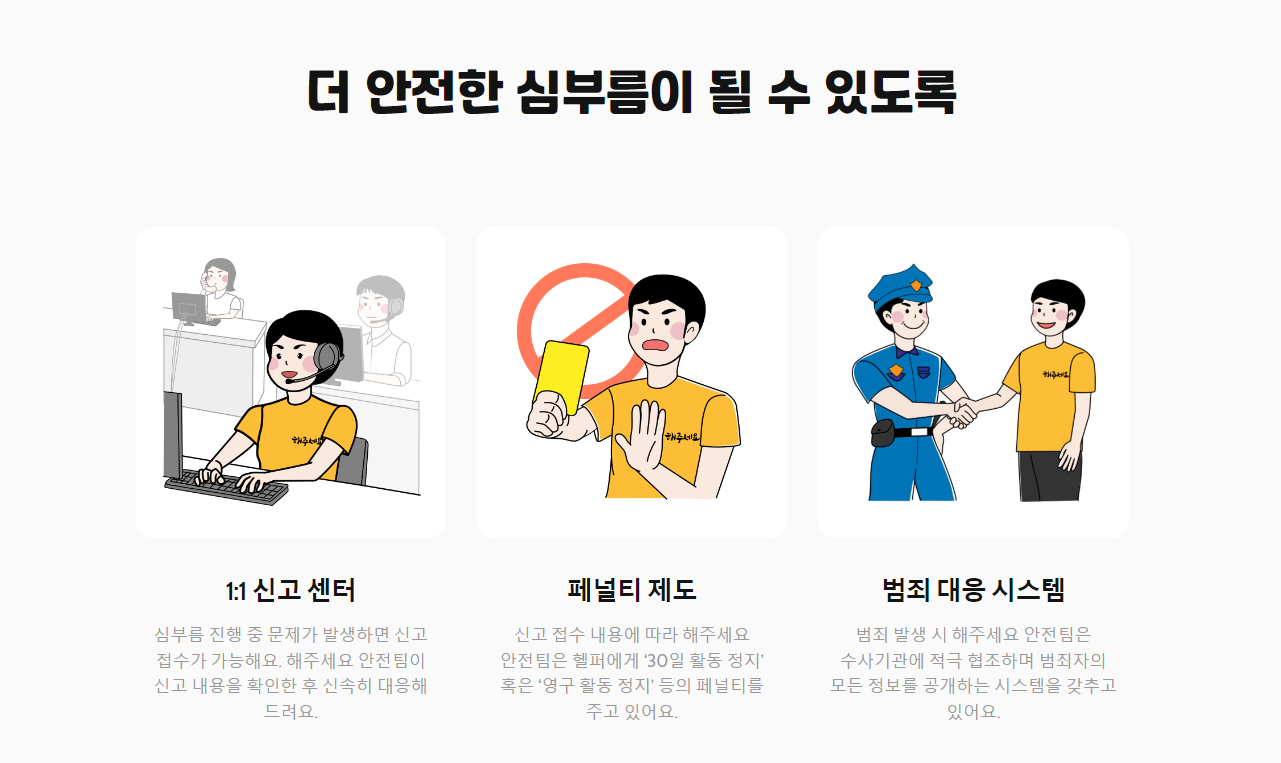 더 안전한 심부름이 될 수 있도록
해주세요
해주세요
해주세요
1:1 신고 센터
심부름 진행 중 문제가 발생하면 신고
접수가 가능해요. 해주세요 안전팀이
신고 내용을 확인한 후 신속히 대응해
드려요.
페널티 제도
신고 접수 내용에 따라 해주세요
안전팀은 헬퍼에게 ‘30일 활동 정지’
혹은 ‘영구 활동 정지’ 등의 페널티를
주고 있어요.
범죄 대응 시스템
범죄 발생 시 해주세요 안전팀은
수사기관에 적극 협조하며 범죄자의
모든 정보를 공개하는 시스템을 갖추고
있어요.